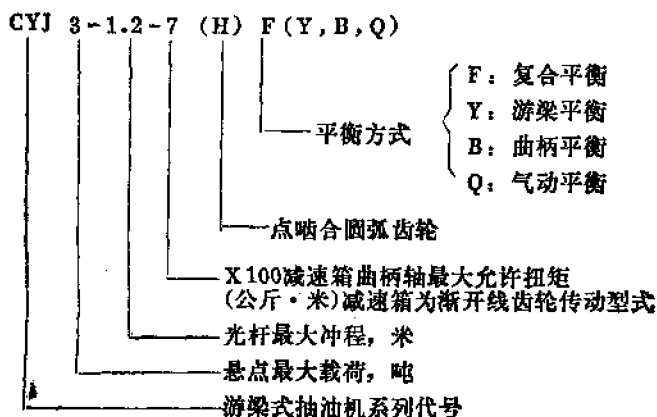 CYJ 3-1.2-7 (H) F(Y,B,Q)
F：复合平衡
Y：游梁平衡
平衡方式
B：曲柄平衡
Q：气动平衡
点啮合圆弧齿轮
X100减速箱曲柄轴最大允许扭矩
(公斤·米)减速箱为渐开线齿轮传动型式
光杆最大冲程，米
悬点最大载荷，吨
游梁式抽油机系列代号